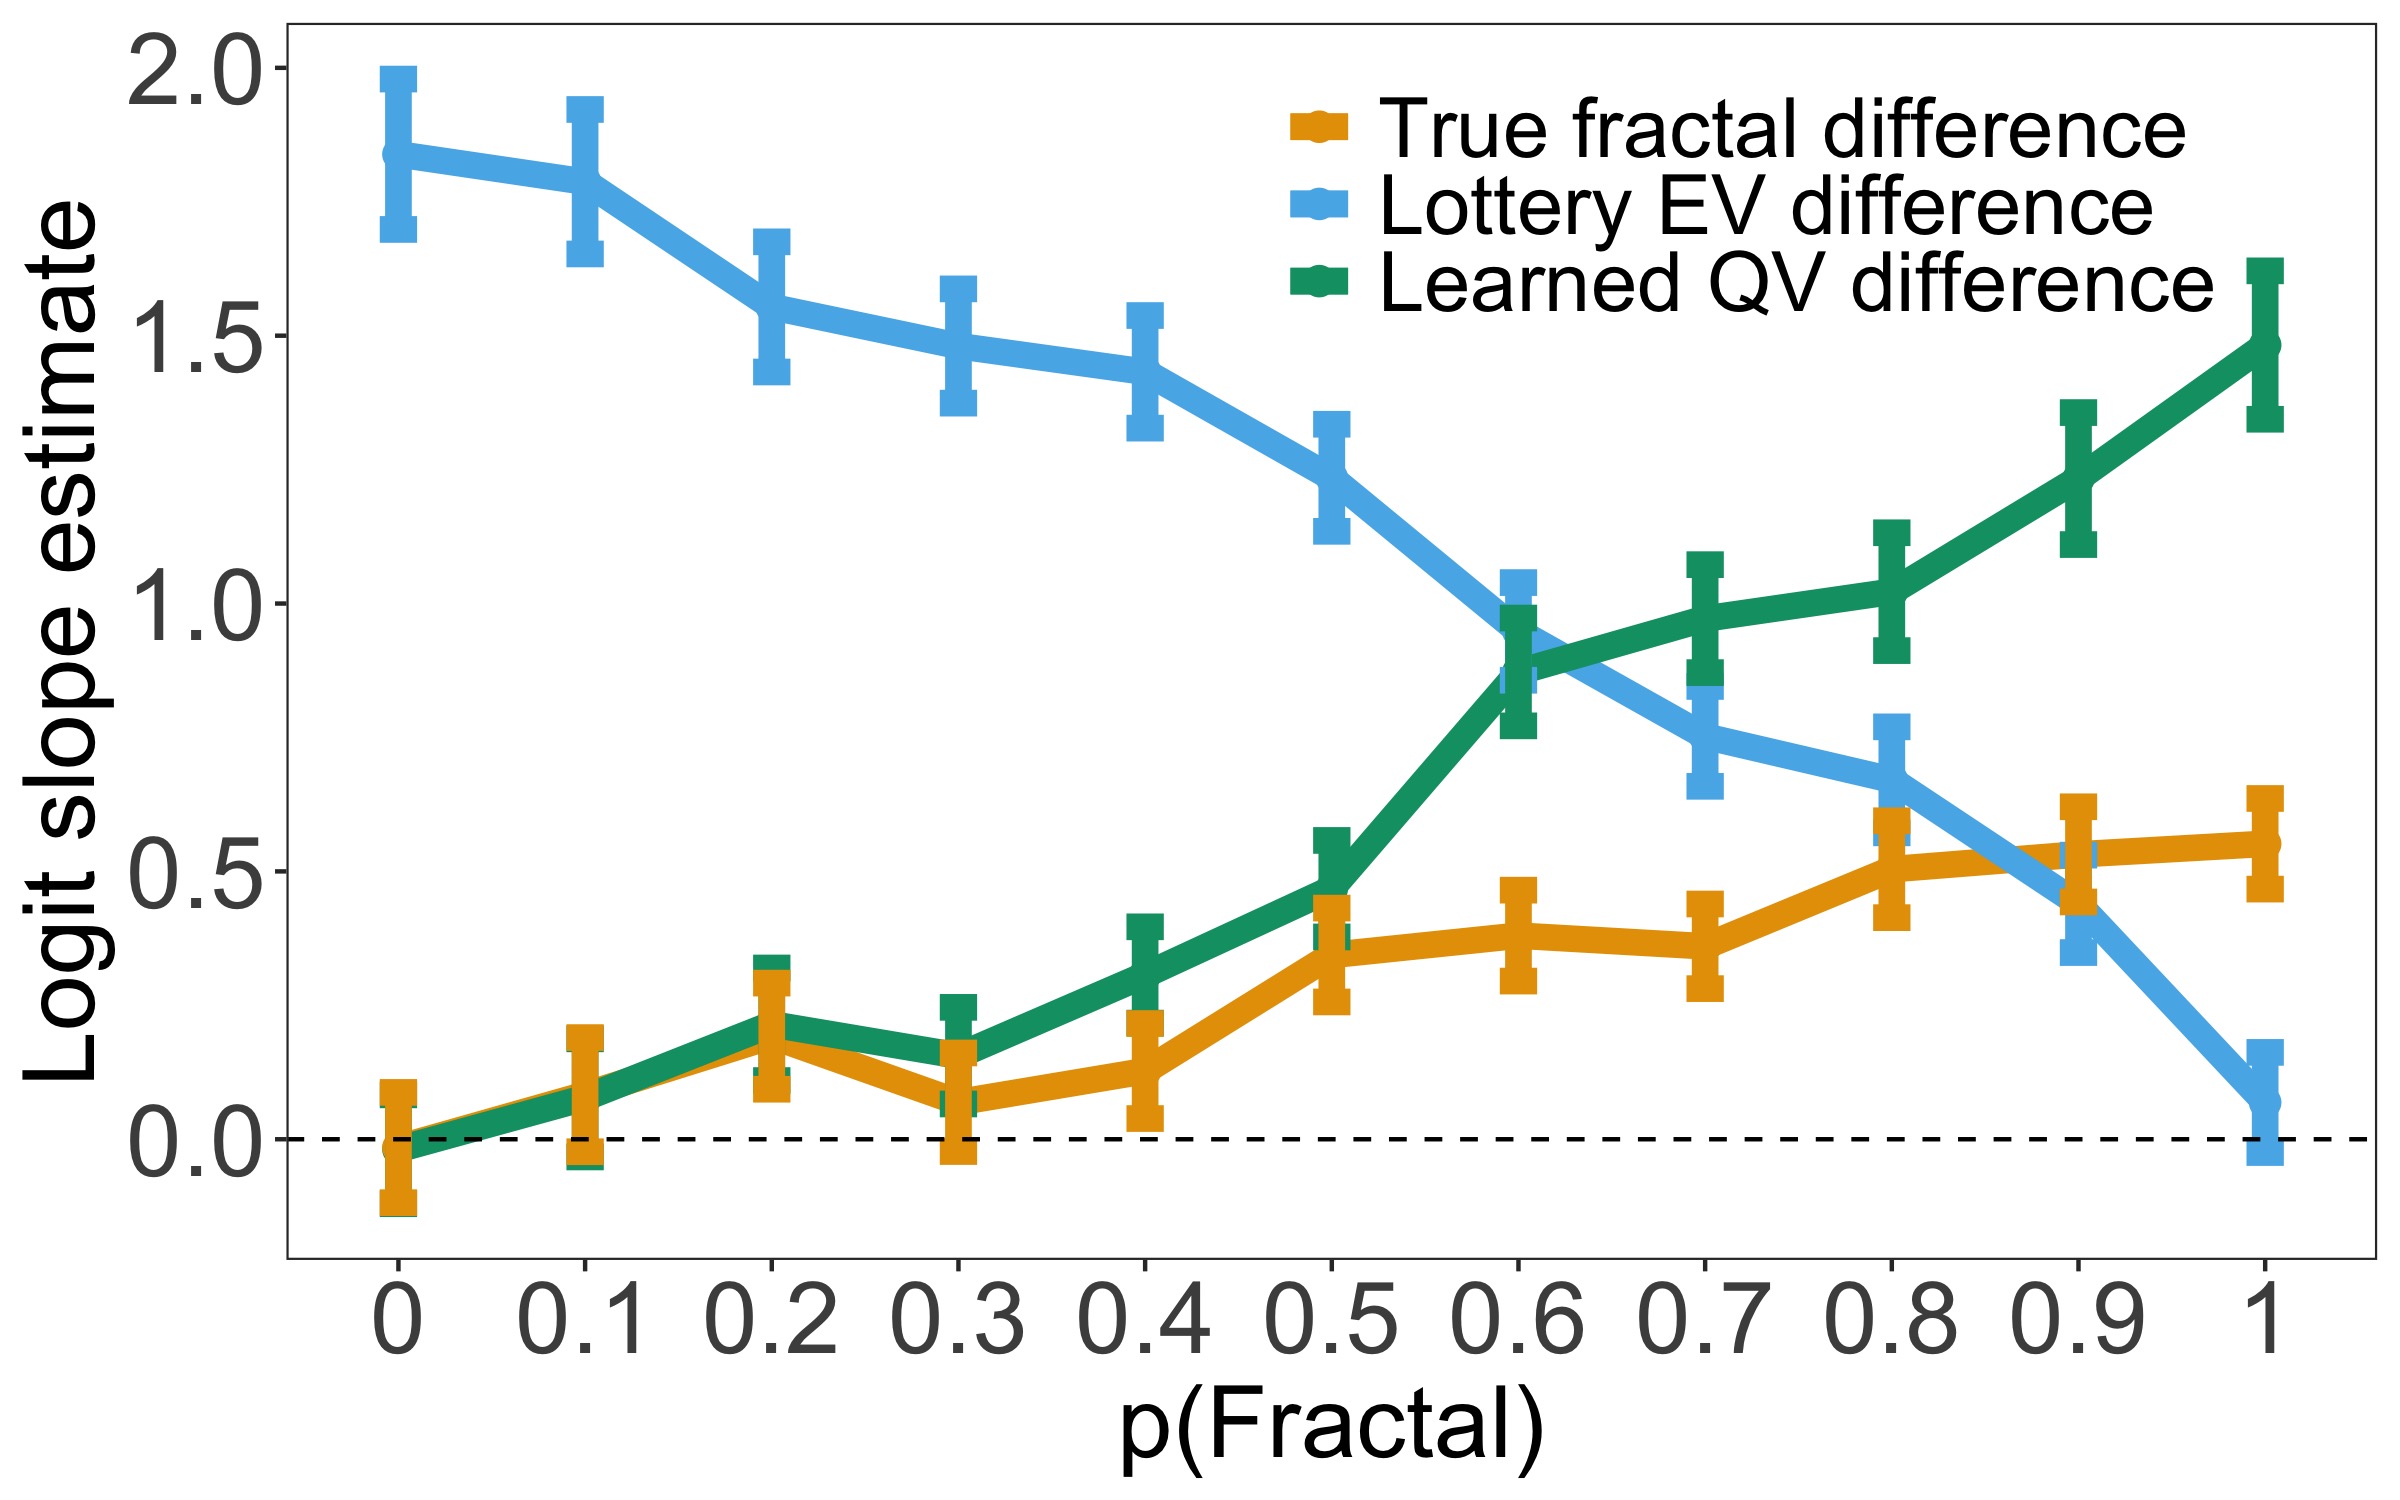 True fractal difference
Lottery EV difference
Learned QV difference
Logit slope estimate
2.0
1.5
1.0
0.5
0.0
0 0.1 0.2 0.3 0.4 0.5 0.6 0.7 0.8 0.9 1
p(Fractal)